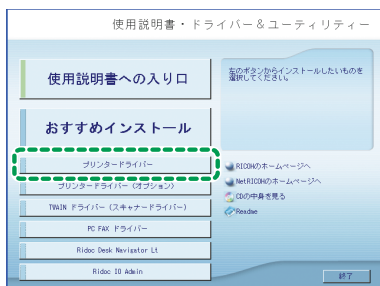 使用説明書・ドライバー＆ユーティリティー
使用説明書への入り口
左のボタンからインストールしたいものを
選択してください。
おすすめインストール
プリンタードライバー
プリンタードライバー（オプション）
TWAIN ドライバー（スキャナードライバー）
PC FAX ドライバー
Ridoc Desk Navigator Lt
Ridoc IO Admin
RICOHのホームページへ
NetRICOHのホームページへ
CDの中身を見る
Readme
終了